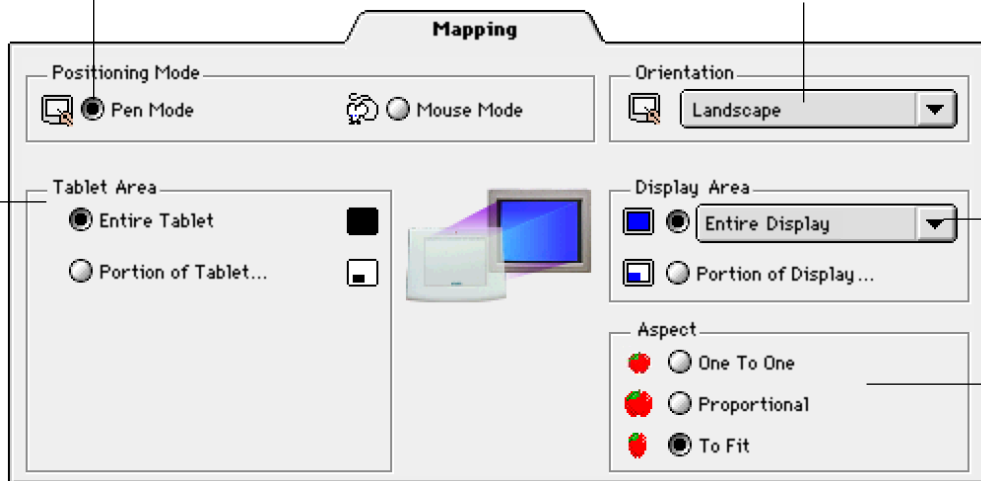 Mapping
Positioning Mode
Pen Mode
Mouse Mode
Orientation
Landscape
Tablet Area
Entire Tablet
Portion of Tablet...
Display Area
Entire Display
Portion of Display...
Aspect
One To One
Proportional
To Fit